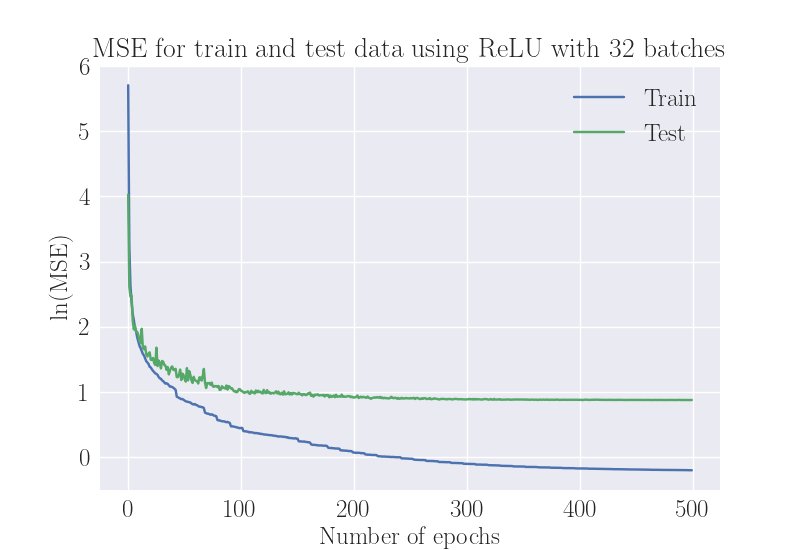 MSE for train and test data using ReLU with 32 batches
6
5
4
3
2
1
0
ln(MSE)
Train
Test
0 100 200 300 400 500
Number of epochs